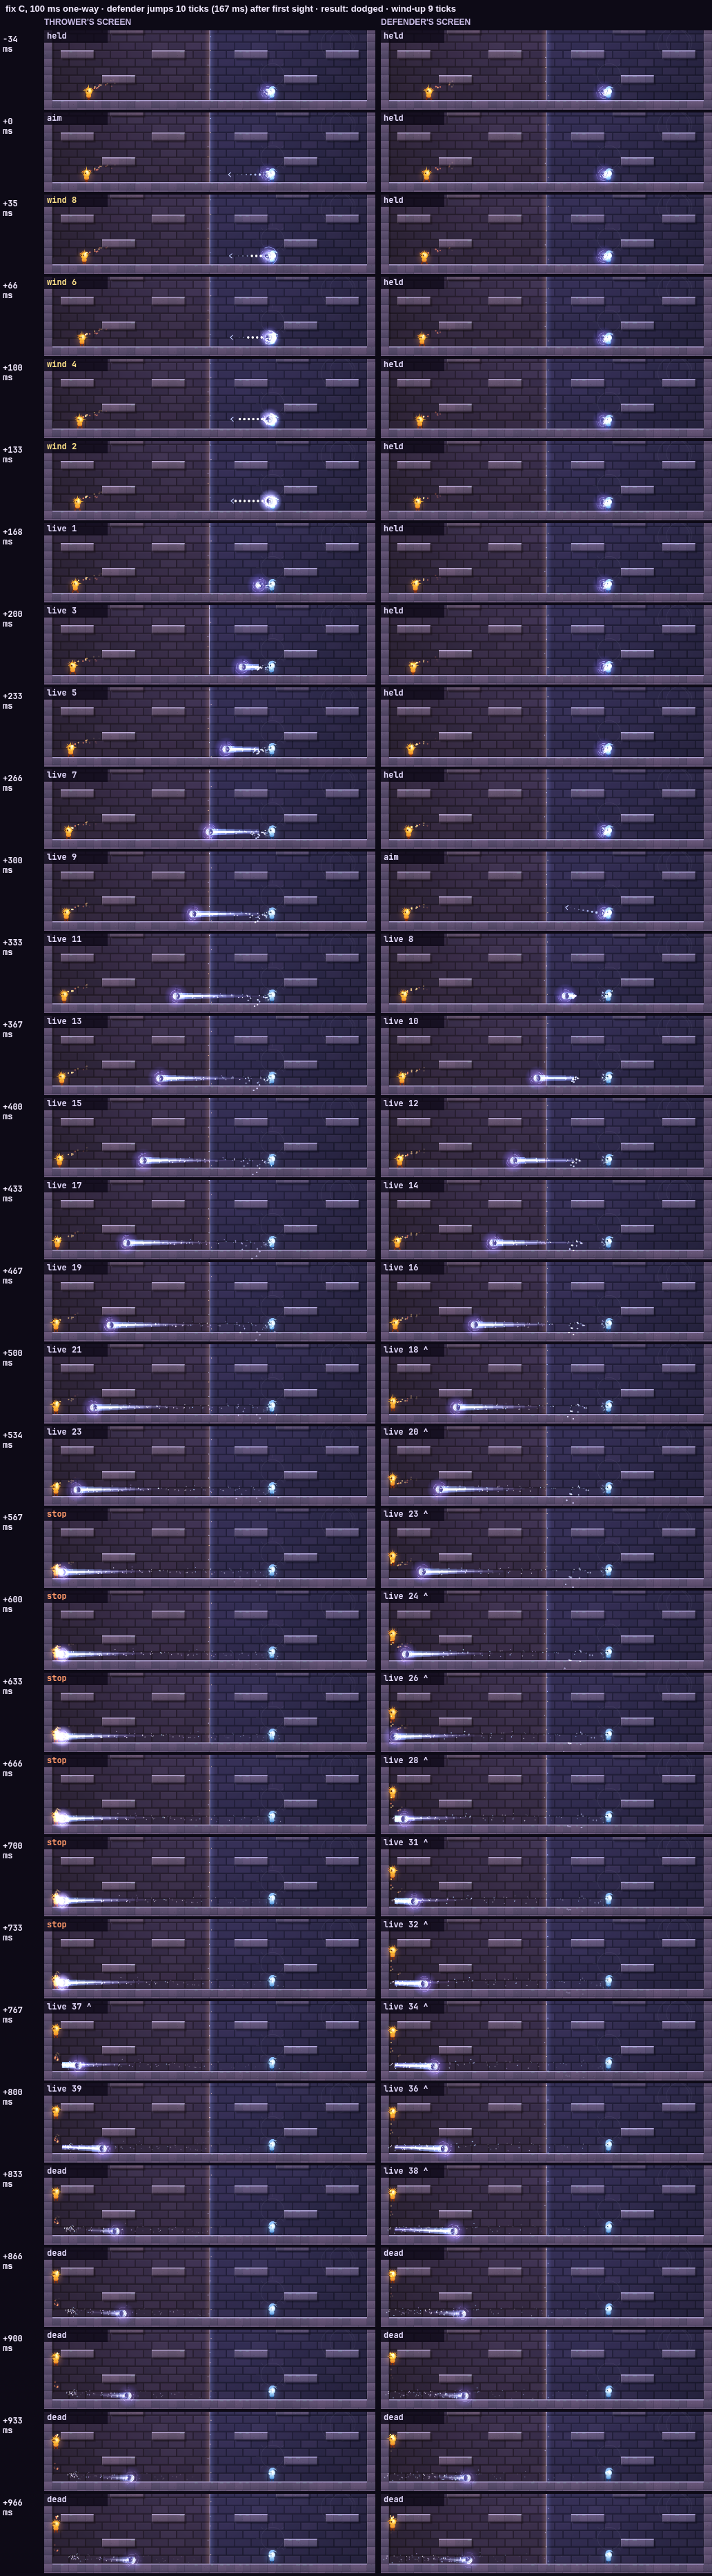 fix C, 100 ms one-way · defender jumps 10 ticks (167 ms) after first sight · result: dodged · wind-up 9 ticks
THROWER'S SCREEN DEFENDER'S SCREEN
-34 ms held held
+0 ms aim held
+35 ms wind 8 held
+66 ms wind 6 held
+100 ms wind 4 held
+133 ms wind 2 held
+168 ms live 1 held
+200 ms live 3 held
+233 ms live 5 held
+266 ms live 7 held
+300 ms live 9 aim
+333 ms live 11 live 8
+367 ms live 13 live 10
+400 ms live 15 live 12
+433 ms live 17 live 14
+467 ms live 19 live 16
+500 ms live 21 live 18 ^
+534 ms live 23 live 20 ^
+567 ms stop live 23 ^
+600 ms stop live 24 ^
+633 ms stop live 26 ^
+666 ms stop live 28 ^
+700 ms stop live 31 ^
+733 ms stop live 32 ^
+767 ms live 37 ^ live 34 ^
+800 ms live 39 live 36 ^
+833 ms dead live 38 ^
+866 ms dead dead
+900 ms dead dead
+933 ms dead dead
+966 ms dead dead